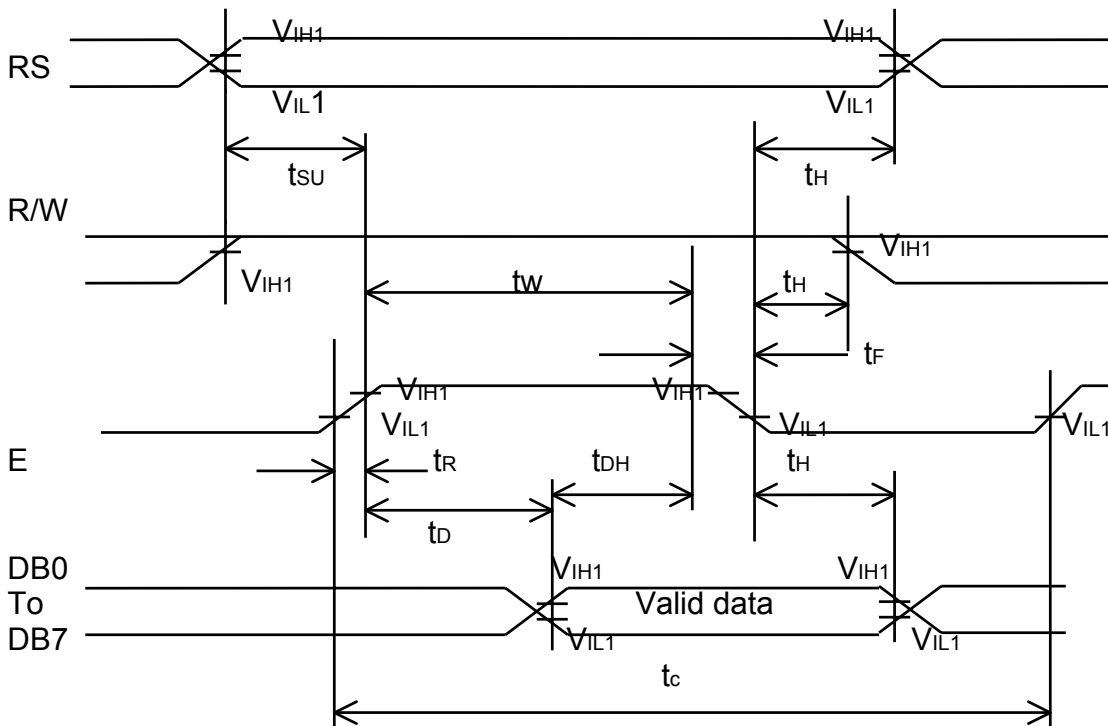 VIH1 VIH1
RS
VIL1 VIL1
tSU tH
R/W
VIH1
VIH1 tW tH
tF
VIH1 VIH1
VIL1 VIL1 VIL1
E tR tDH tH
tD
DB0 VIH1 VIH1
To Valid data
DB7 VIL1 VIL1
tc